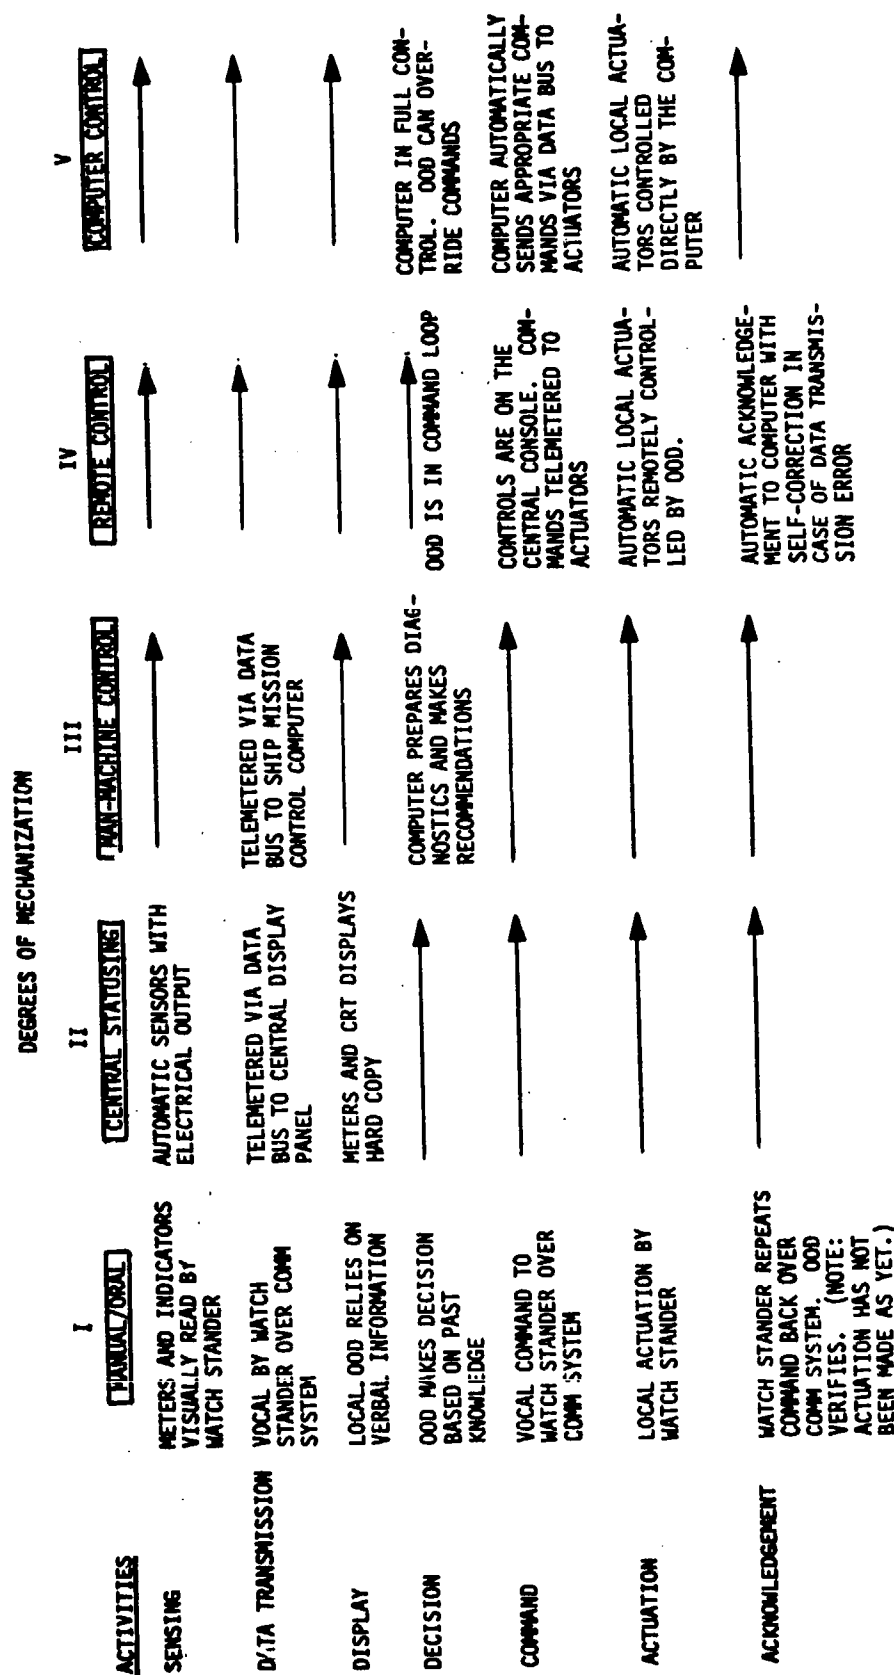 DEGREES OF MECHANIZATION
I
II
III
IV
V
ACTIVITIES
MANUAL/ORAL
CENTRAL STATUSING
MAN-MACHINE CONTROL
REMOTE CONTROL
COMPUTER CONTROL
SENSING
METERS AND INDICATORS
VISUALLY READ BY
WATCH STANDER
AUTOMATIC SENSORS WITH
ELECTRICAL OUTPUT
DATA TRANSMISSION
VOCAL BY WATCH
STANDER OVER COMM
SYSTEM
TELEMETERED VIA DATA
BUS TO CENTRAL DISPLAY
PANEL
TELEMETERED VIA DATA
BUS TO SHIP MISSION
CONTROL COMPUTER
DISPLAY
LOCAL OOD RELIES ON
VERBAL INFORMATION
METERS AND CRT DISPLAYS
HARD COPY
DECISION
OOD MAKES DECISION
BASED ON PAST
KNOWLEDGE
COMPUTER PREPARES DIAG-
NOSTICS AND MAKES
RECOMMENDATIONS
OOD IS IN COMMAND LOOP
COMPUTER IN FULL CON-
TROL. OOD CAN OVER-
RIDE COMMANDS
COMMAND
VOCAL COMMAND TO
WATCH STANDER OVER
COMM SYSTEM
CONTROLS ARE ON THE
CENTRAL CONSOLE. COM-
MANDS TELEMETERED TO
ACTUATORS
COMPUTER AUTOMATICALLY
SENDS APPROPRIATE COM-
MANDS VIA DATA BUS TO
ACTUATORS
ACTUATION
LOCAL ACTUATION BY
WATCH STANDER
AUTOMATIC LOCAL ACTUA-
TORS REMOTELY CONTROL-
LED BY OOD.
AUTOMATIC LOCAL ACTUA-
TORS CONTROLLED
DIRECTLY BY THE COM-
PUTER
ACKNOWLEDGEMENT
WATCH STANDER REPEATS
COMMAND BACK OVER
COMM SYSTEM. OOD
VERIFIES. (NOTE:
ACTUATION HAS NOT
BEEN MADE AS YET.)
AUTOMATIC ACKNOWLEDGE-
MENT TO COMPUTER WITH
SELF-CORRECTION IN
CASE OF DATA TRANSMIS-
SION ERROR